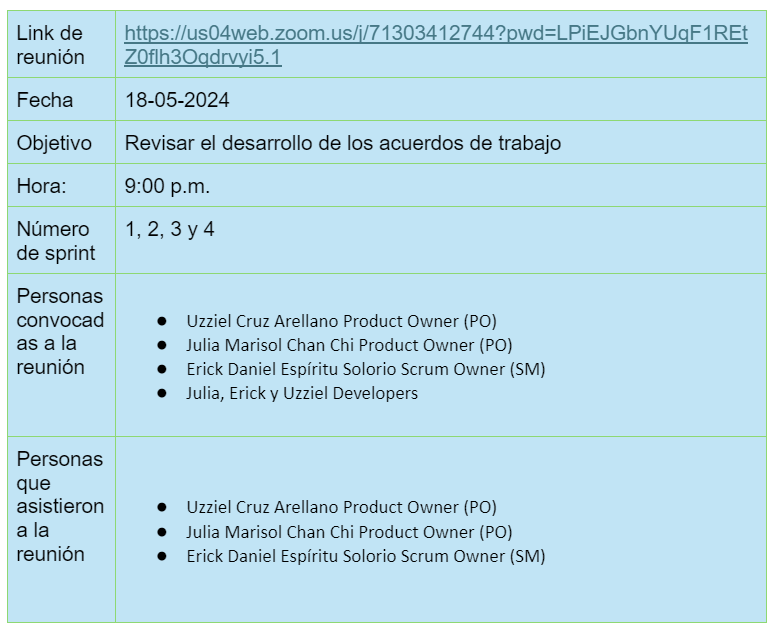 Link de
reunión
https://us04web.zoom.us/j/71303412744?pwd=LPiEJGbnYUqF1REt
Z0flh3Oqdrvyi5.1
Fecha
18-05-2024
Objetivo
Revisar el desarrollo de los acuerdos de trabajo
Hora:
9:00 p.m.
Número
de sprint
1, 2, 3 y 4
Personas
convocad
as a la
reunión
● Uzziel Cruz Arellano Product Owner (PO)
● Julia Marisol Chan Chi Product Owner (PO)
● Erick Daniel Espíritu Solorio Scrum Owner (SM)
● Julia, Erick y Uzziel Developers
Personas
que
asistieron
a la
reunión
● Uzziel Cruz Arellano Product Owner (PO)
● Julia Marisol Chan Chi Product Owner (PO)
● Erick Daniel Espíritu Solorio Scrum Owner (SM)